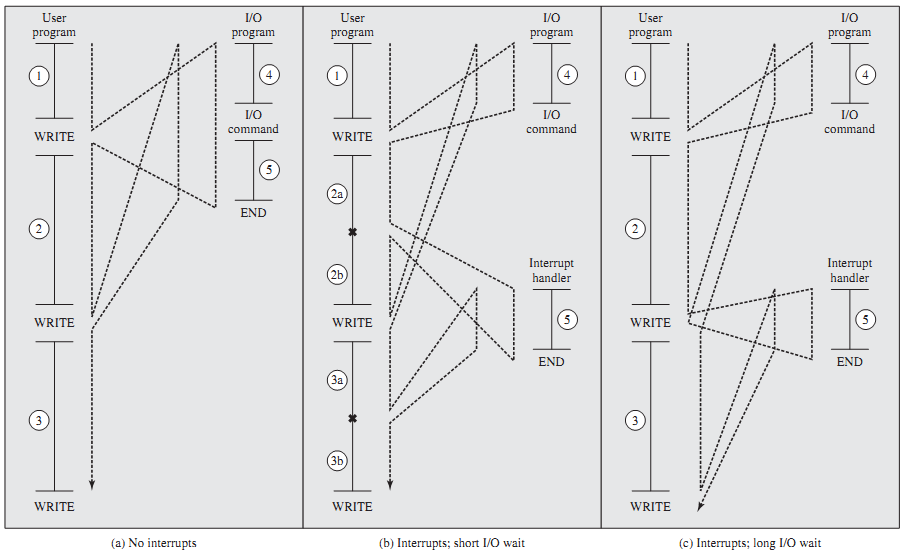 User
program
I/O
program
1
4
I/O
command
WRITE
5
END
2
WRITE
3
WRITE
(a) No interrupts
User
program
I/O
program
1
4
I/O
command
WRITE
2a
2b
Interrupt
handler
5
END
WRITE
3a
3b
WRITE
(b) Interrupts; short I/O wait
User
program
I/O
program
1
4
I/O
command
WRITE
2
Interrupt
handler
5
END
WRITE
3
WRITE
(c) Interrupts; long I/O wait